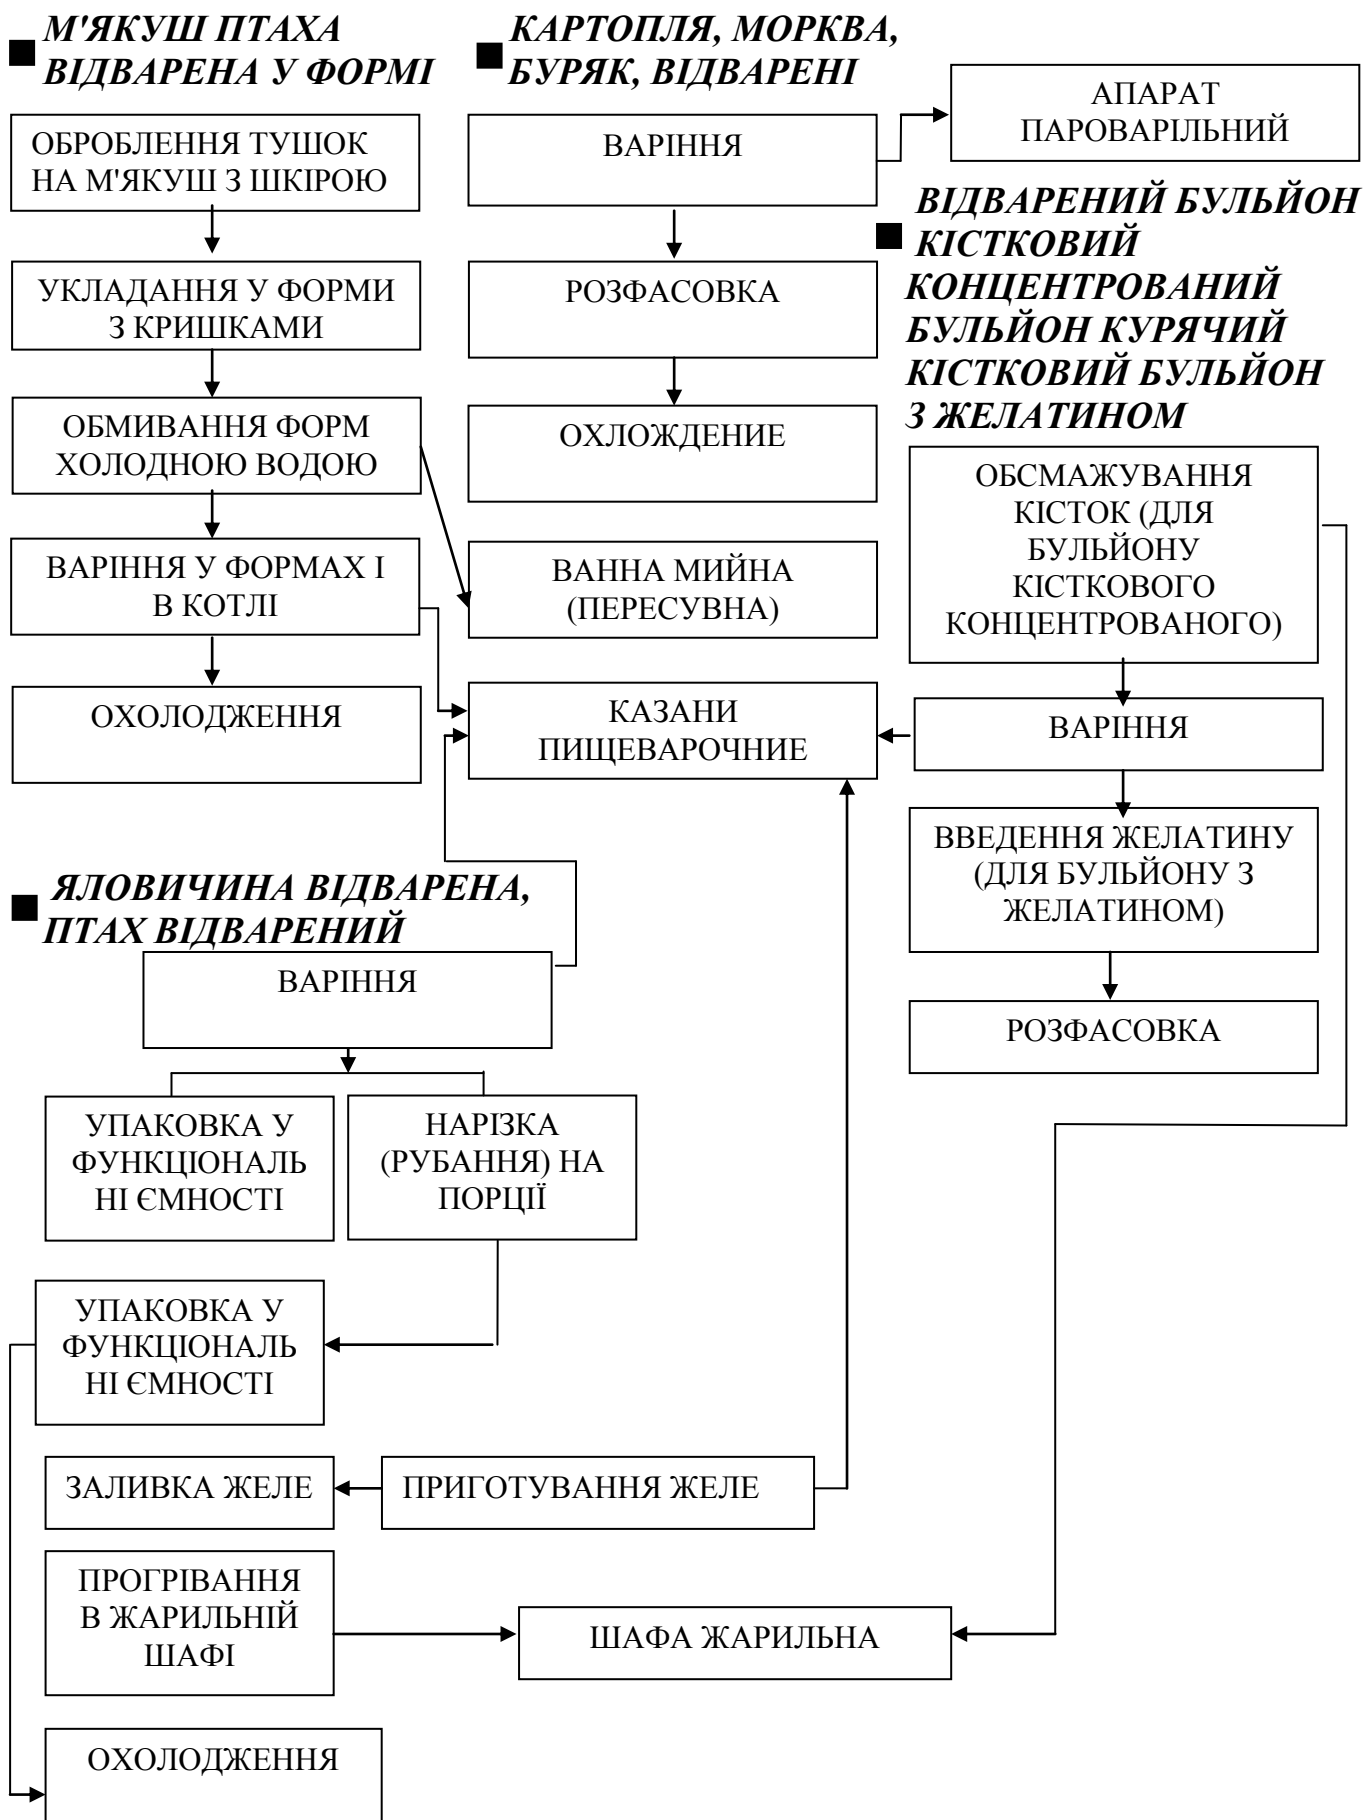 М'ЯКУШ ПТАХА
ВІДВАРЕНА У ФОРМІ
ОБРОБЛЕННЯ ТУШОК
НА М'ЯКУШ З ШКІРОЮ
УКЛАДАННЯ У ФОРМИ
З КРИШКАМИ
ОБМИВАННЯ ФОРМ
ХОЛОДНОЮ ВОДОЮ
ВАРІННЯ У ФОРМАХ І
В КОТЛІ
ОХОЛОДЖЕННЯ
КАРТОПЛЯ, МОРКВА,
БУРЯК, ВІДВАРЕНІ
ВАРІННЯ
АПАРАТ
ПАРОВАРІЛЬНИЙ
РОЗФАСОВКА
ОХЛОЖДЕНИЕ
ВАННА МИЙНА
(ПЕРЕСУВНА)
КАЗАНИ
ПИЩЕВАРОЧНИЕ
ВІДВАРЕНИЙ БУЛЬЙОН
КІСТКОВИЙ
КОНЦЕНТРОВАНИЙ
БУЛЬЙОН КУРЯЧИЙ
КІСТКОВИЙ БУЛЬЙОН
З ЖЕЛАТИНОМ
ОБСМАЖУВАННЯ
КІСТОК (ДЛЯ
БУЛЬЙОНУ
КІСТКОВОГО
КОНЦЕНТРОВАНОГО)
ВАРІННЯ
ВВЕДЕННЯ ЖЕЛАТИНУ
(ДЛЯ БУЛЬЙОНУ З
ЖЕЛАТИНОМ)
РОЗФАСОВКА
ЯЛОВИЧИНА ВІДВАРЕНА,
ПТАХ ВІДВАРЕНИЙ
ВАРІННЯ
УПАКОВКА У
ФУНКЦІОНАЛЬ
НІ ЄМНОСТІ
НАРІЗКА
(РУБАННЯ) НА
ПОРЦІЇ
УПАКОВКА У
ФУНКЦІОНАЛЬ
НІ ЄМНОСТІ
ЗАЛИВКА ЖЕЛЕ
ПРИГОТУВАННЯ ЖЕЛЕ
ПРОГРІВАННЯ
В ЖАРИЛЬНІЙ
ШАФІ
ШАФА ЖАРИЛЬНА
ОХОЛОДЖЕННЯ